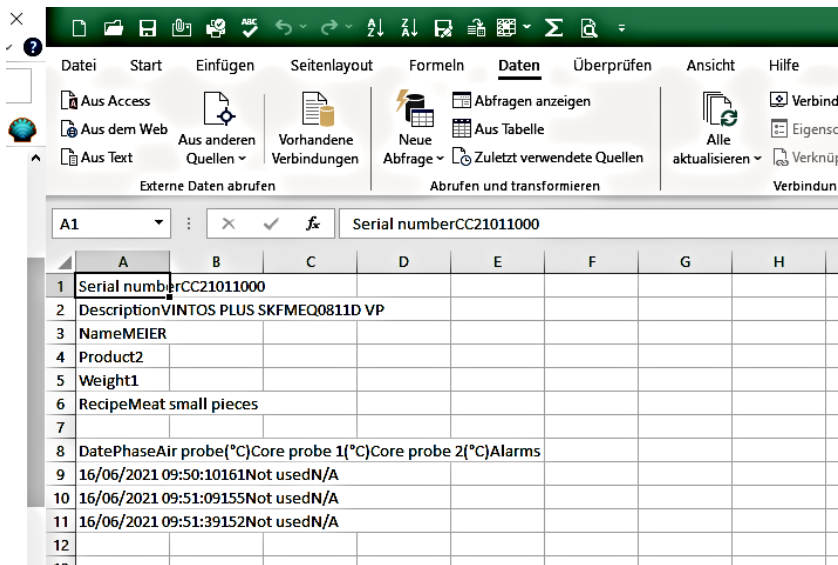 ABC
Datei Start Einfügen Seitenlayout Formeln Daten Überprüfen Ansicht Hilfe
Aus Access
Aus dem Web
Aus Text
Aus anderen
Quellen
Vorhandene
Verbindungen
Externe Daten abrufen
Neue
Abfrage
Abfragen anzeigen
Aus Tabelle
Zuletzt verwendete Quellen
Abrufen und transformieren
Alle
aktualisieren
Verbind
Eigensc
Verknüp
Verbindun
A1 fx Serial numberCC21011000
A B C D E F G H
1 Serial numberCC21011000
2 DescriptionVINTOS PLUS SKFMEQ0811D VP
3 NameMEIER
4 Product2
5 Weight1
6 RecipeMeat small pieces
7
8 DatePhaseAir probe(°C)Core probe 1(°C)Core probe 2(°C)Alarms
9 16/06/2021 09:50:10161Not usedN/A
10 16/06/2021 09:51:09155Not usedN/A
11 16/06/2021 09:51:39152Not usedN/A
12